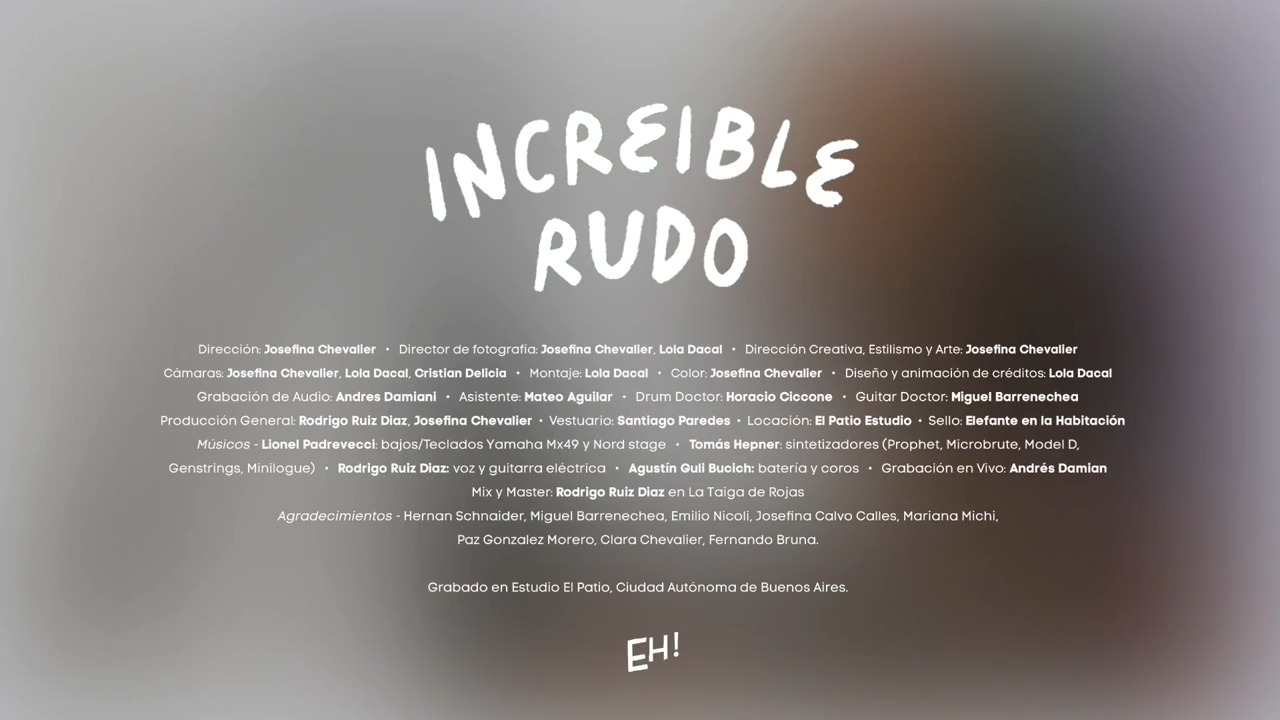 INCREIBLE
RUDO
Dirección: Josefina Chevalier • Director de fotografía: Josefina Chevalier, Lola Dacal • Dirección Creativa, Estilismo y Arte: Josefina Chevalier
Cámaras: Josefina Chevalier, Lola Dacal, Cristian Delicia • Montaje: Lola Dacal • Color: Josefina Chevalier • Diseño y animación de créditos: Lola Dacal
Grabación de Audio: Andres Damiani • Asistente: Mateo Aguilar • Drum Doctor: Horacio Ciccone • Guitar Doctor: Miguel Barrenechea
Producción General: Rodrigo Ruiz Diaz, Josefina Chevalier • Vestuario: Santiago Paredes • Locación: El Patio Estudio • Sello: Elefante en la Habitación
Músicos - Lionel Padrevecci: bajos/Teclados Yamaha Mx49 y Nord stage • Tomás Hepner: sintetizadores (Prophet, Microbrute, Model D,
Genstrings, Minilogue) • Rodrigo Ruiz Diaz: voz y guitarra eléctrica • Agustín Guli Bucich: batería y coros • Grabación en Vivo: Andrés Damian
Mix y Master: Rodrigo Ruiz Diaz en La Taiga de Rojas
Agradecimientos - Hernan Schnaider, Miguel Barrenechea, Emilio Nicoli, Josefina Calvo Calles, Mariana Michi,
Paz Gonzalez Morero, Clara Chevalier, Fernando Bruna.
Grabado en Estudio El Patio, Ciudad Autónoma de Buenos Aires.
EH!